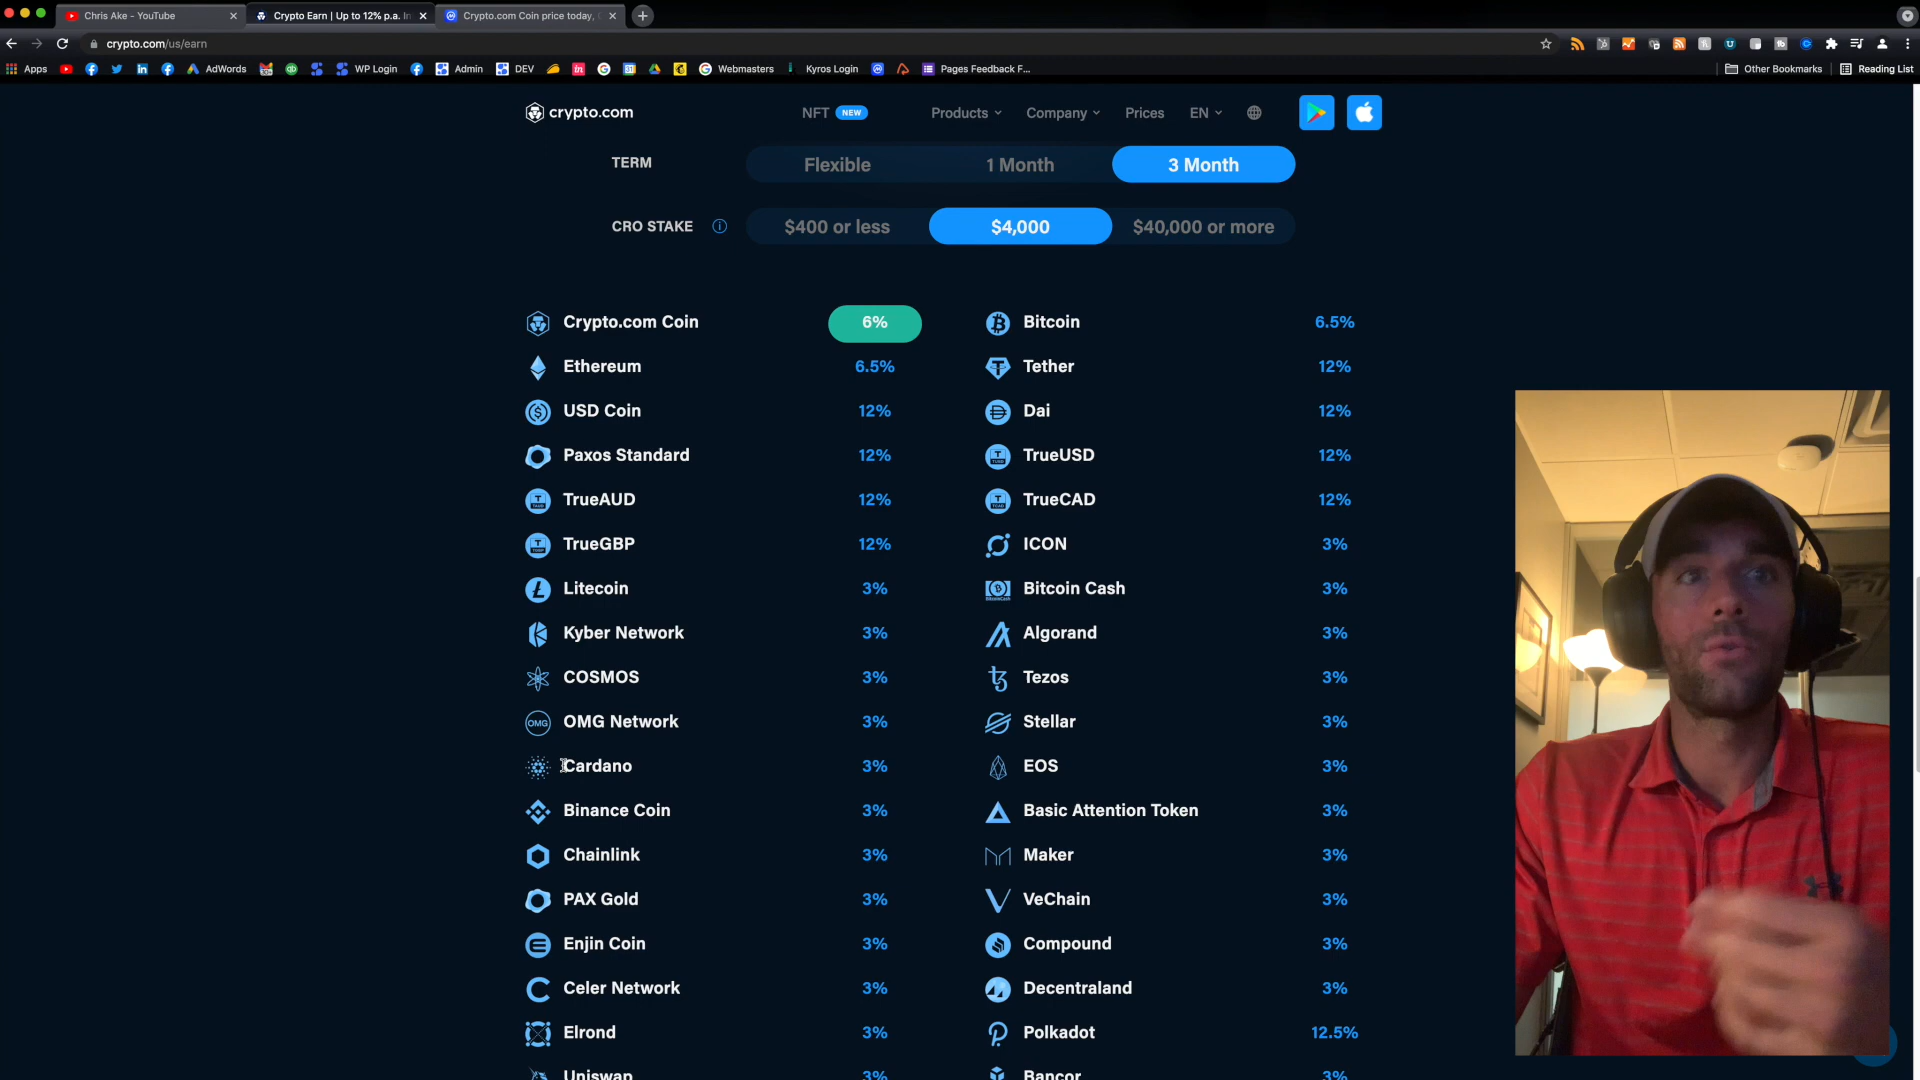 Chris Ake - YouTube
Crypto Earn | Up to 12% p.a. In
Crypto.com Coin price today,
crypto.com/us/earn
Apps AdWords WP Login Admin DEV Webmasters Kyros Login Pages Feedback F... Other Bookmarks Reading List
crypto.com NFT NEW Products Company Prices EN
TERM Flexible 1 Month 3 Month
CRO STAKE $400 or less $4,000 $40,000 or more
Crypto.com Coin 6% Bitcoin 6.5%
Ethereum 6.5% Tether 12%
USD Coin 12% Dai 12%
Paxos Standard 12% TrueUSD 12%
TrueAUD 12% TrueCAD 12%
TrueGBP 12% ICON 3%
Litecoin 3% Bitcoin Cash 3%
Kyber Network 3% Algorand 3%
COSMOS 3% Tezos 3%
OMG Network 3% Stellar 3%
Cardano 3% EOS 3%
Binance Coin 3% Basic Attention Token 3%
Chainlink 3% Maker 3%
PAX Gold 3% VeChain 3%
Enjin Coin 3% Compound 3%
Celer Network 3% Decentraland 3%
Elrond 3% Polkadot 12.5%
Uniswap 3% Bancor 3%